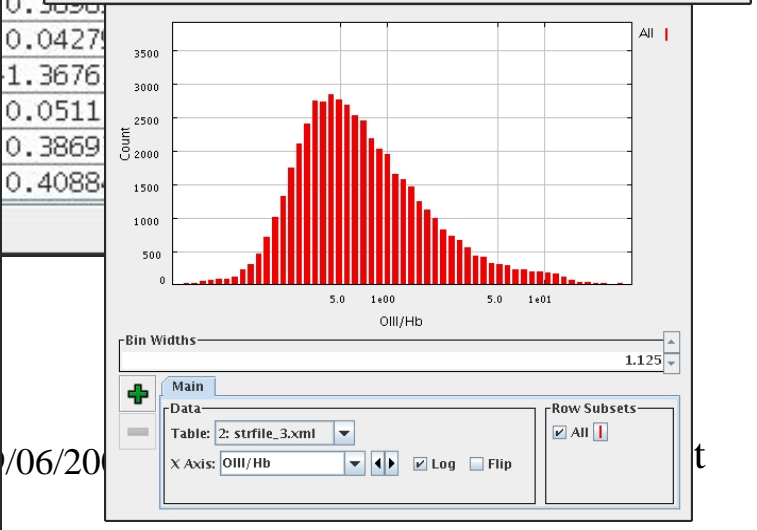 0.0427
1.3676
0.0511
0.3869
0.4088
All
3500
3000
2500
2000
1500
1000
500
0
Count
5.0 1e00 5.0 1e01
OIII/Hb
Bin Widths
1.125
Main
Data
Row Subsets
Table: 2: strfile_3.xml
All
X Axis: OIII/Hb Log Flip
/06/200
t